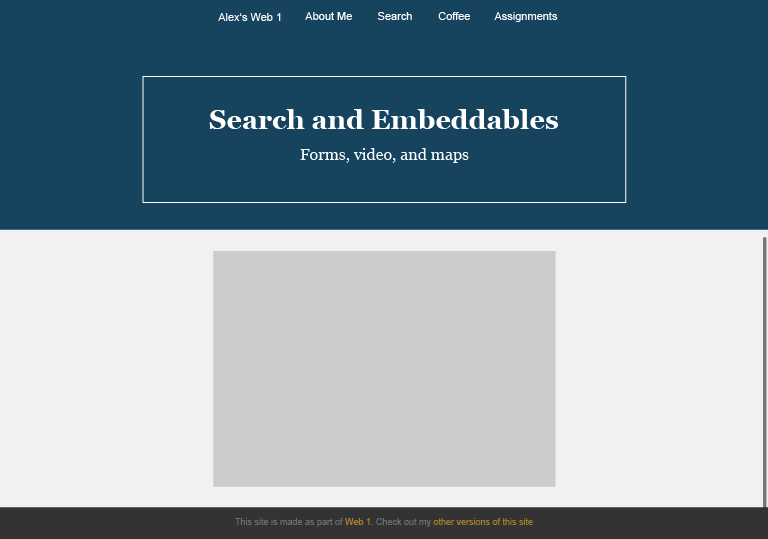 Alex's Web 1 About Me Search Coffee Assignments
Search and Embeddables
Forms, video, and maps
This site is made as part of Web 1. Check out my other versions of this site